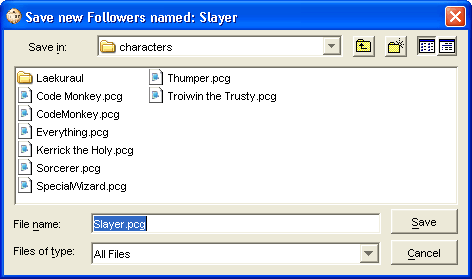 Save new Followers named: Slayer
Save in: characters
Laekuraul
Code Monkey.pcg
CodeMonkey.pcg
Everything.pcg
Kerrick the Holy.pcg
Sorcerer.pcg
SpecialWizard.pcg
Thumper.pcg
Troiwin the Trusty.pcg
File name: Slayer.pcg
Save
Files of type: All Files
Cancel